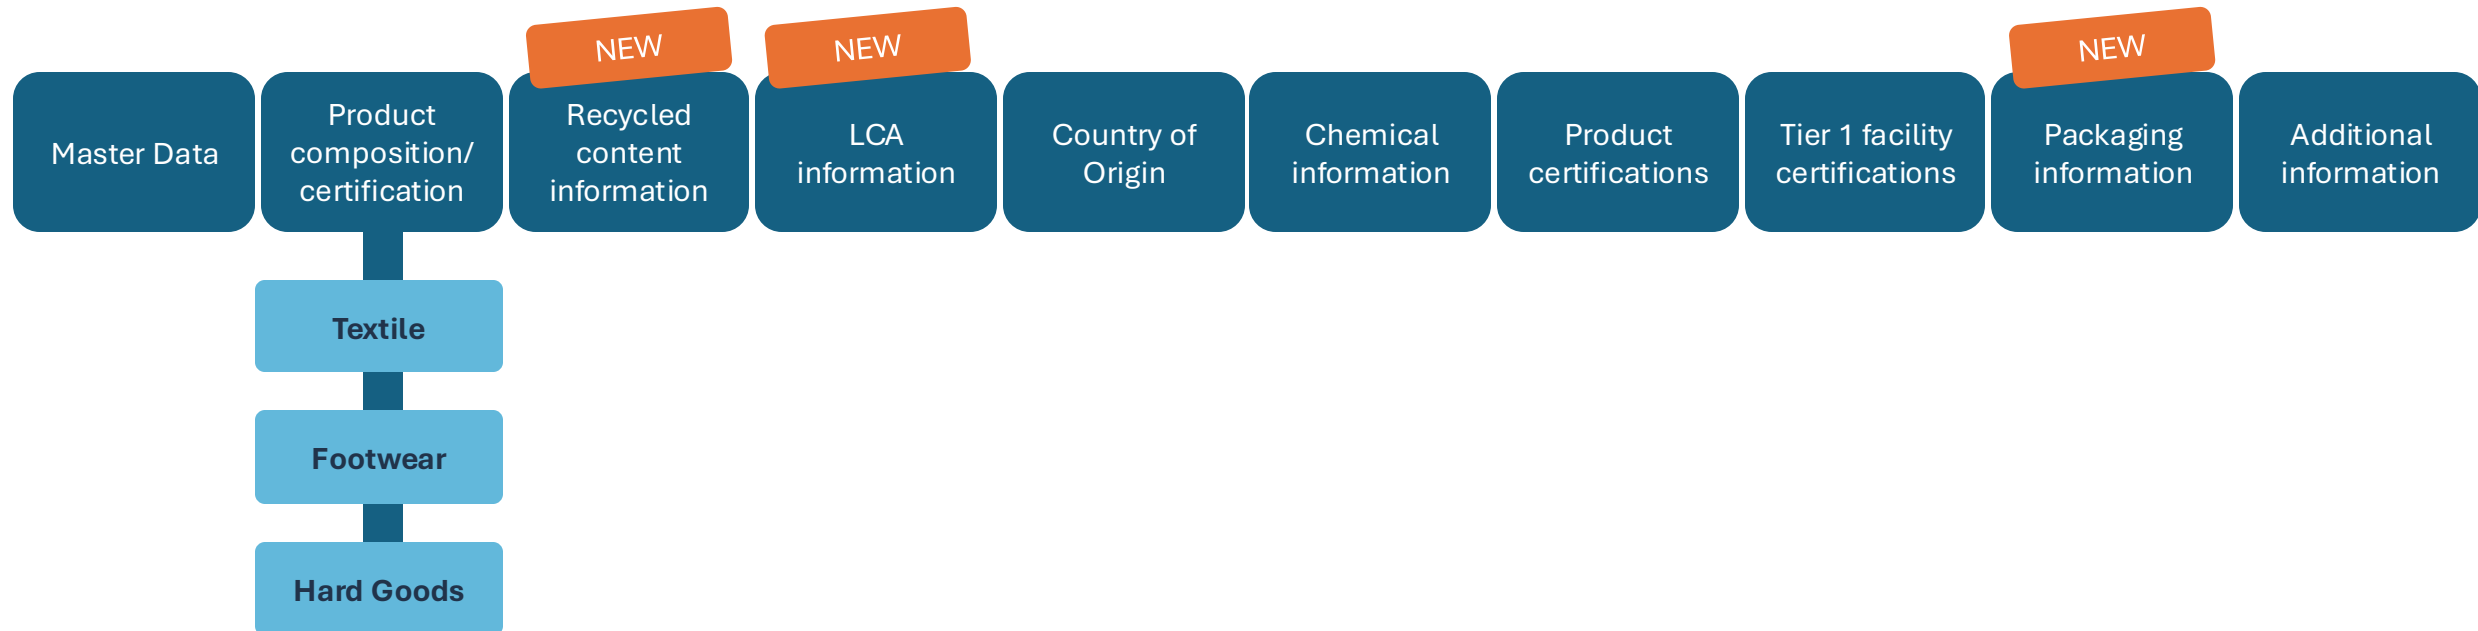 NEW
NEW
NEW
Master Data
Product
composition/
certification
Recycled
content
information
LCA
information
Country of
Origin
Chemical
information
Product
certifications
Tier 1 facility
certifications
Packaging
information
Additional
information
Textile
Footwear
Hard Goods